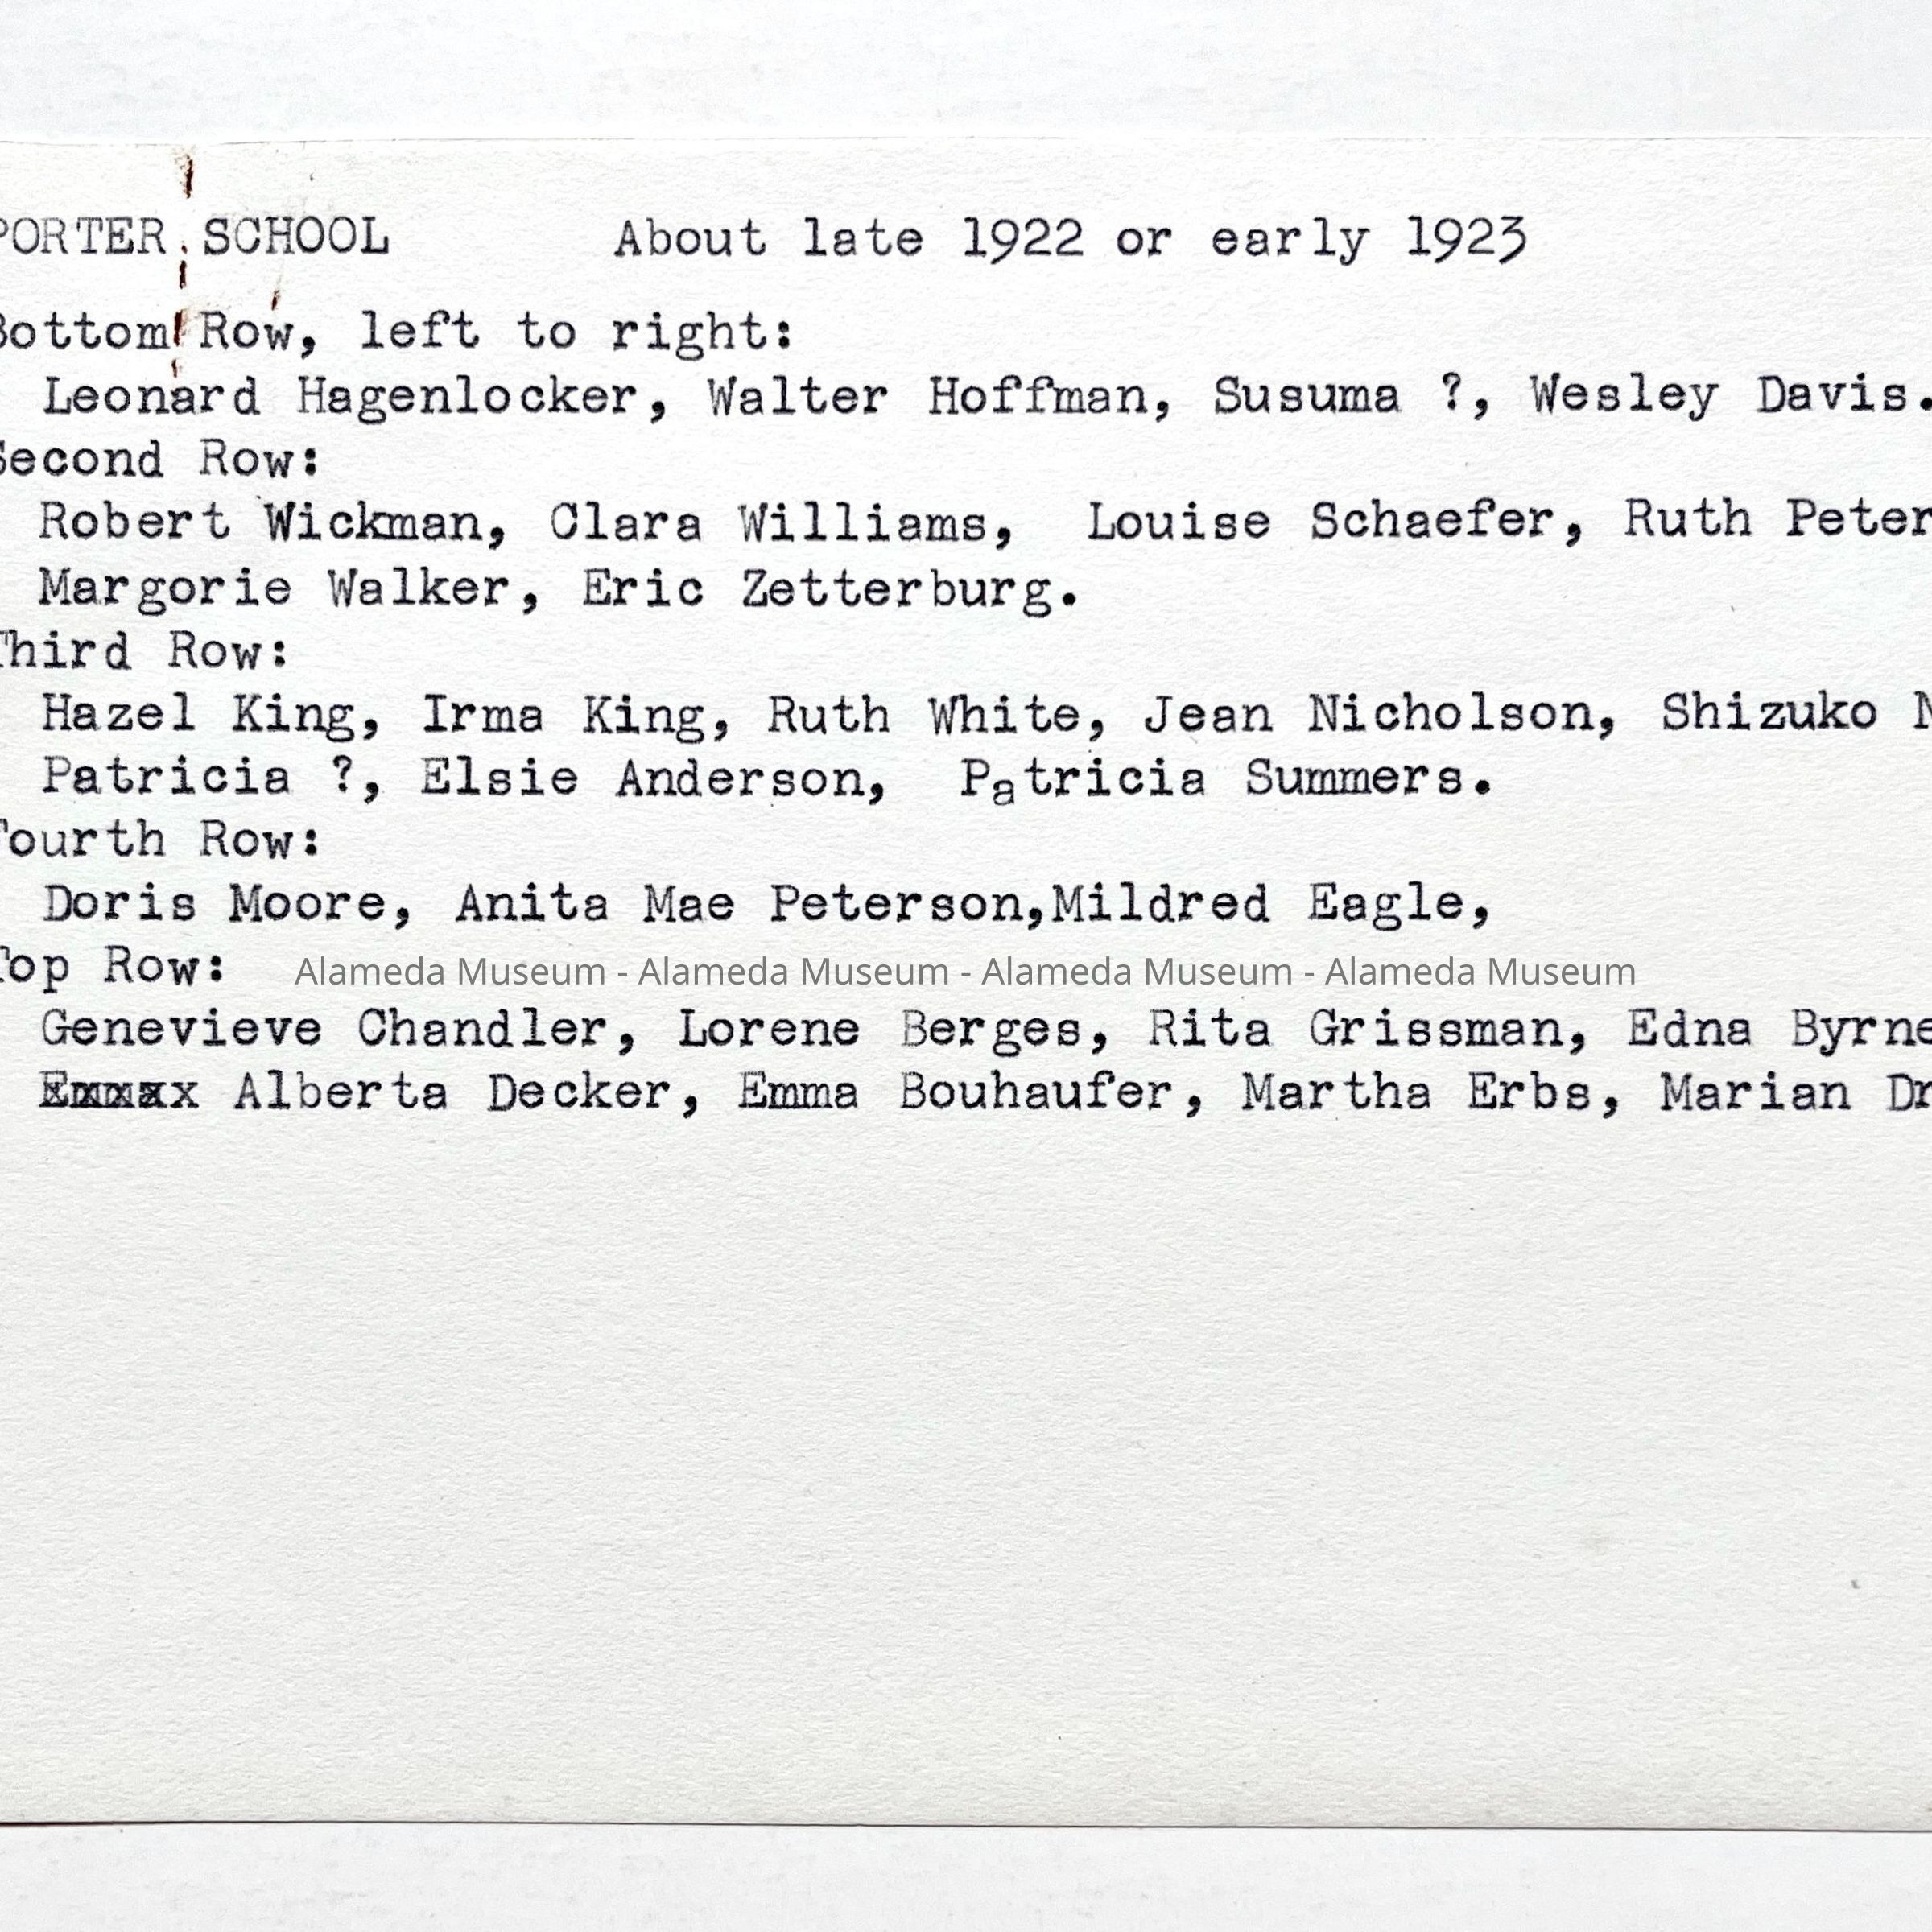 PORTER SCHOOL About late 1922 or early 1923
Bottom Row, left to right:
Leonard Hagenlocker, Walter Hoffman, Susuma ?, Wesley Davis.
Second Row:
Robert Wickman, Clara Williams, Louise Schaefer, Ruth Peter
Margorie Walker, Eric Zetterburg.
Third Row:
Hazel King, Irma King, Ruth White, Jean Nicholson, Shizuko
Patricia ?, Elsie Anderson, Patricia Summers.
Fourth Row:
Doris Moore, Anita Mae Peterson,Mildred Eagle,
Top Row:
Alameda Museum - Alameda Museum - Alameda Museum - Alameda Museum
Genevieve Chandler, Lorene Berges, Rita Grissman, Edna Byrne
Alberta Decker, Emma Bouhaufer, Martha Erbs, Marian Dr